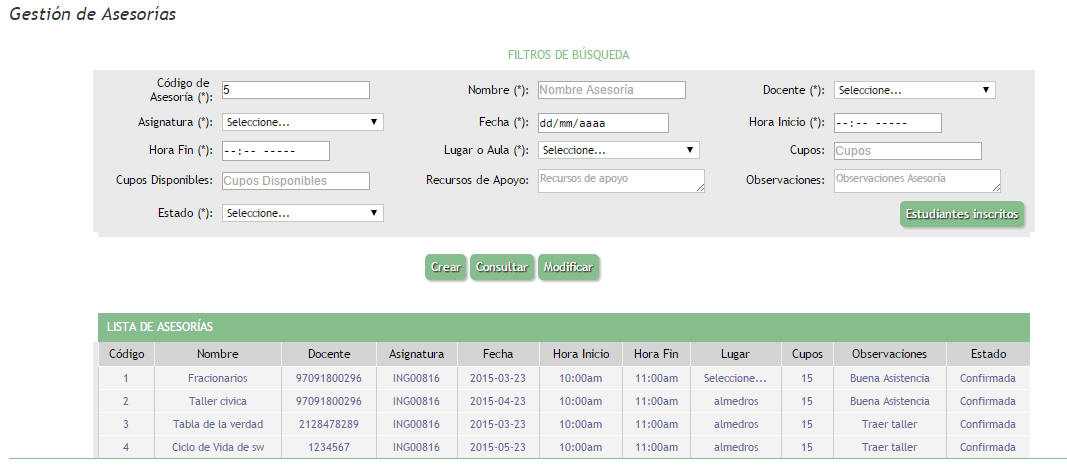 Gestión de Asesorías
FILTROS DE BÚSQUEDA
Código de
Asesoría (*): 5 Nombre (*): Nombre Asesoría Docente (*): Seleccione...
Asignatura (*): Seleccione... Fecha (*): dd/mm/aaaa Hora Inicio (*): --:-- -----
Hora Fin (*): --:-- ----- Lugar o Aula (*): Seleccione... Cupos: Cupos
Cupos Disponibles: Cupos Disponibles Recursos de Apoyo: Recursos de apoyo Observaciones: Observaciones Asesoría
Estado (*): Seleccione... Estudiantes inscritos
Crear Consultar Modificar
LISTA DE ASESORÍAS
Código Nombre Docente Asignatura Fecha Hora Inicio Hora Fin Lugar Cupos Observaciones Estado
1 Fracionarios 97091800296 ING00816 2015-03-23 10:00am 11:00am Seleccione... 15 Buena Asistencia Confirmada
2 Taller civica 97091800296 ING00816 2015-04-23 10:00am 11:00am almedros 15 Buena Asistencia Confirmada
3 Tabla de la verdad 2128478289 ING00816 2015-03-23 10:00am 11:00am almedros 15 Traer taller Confirmada
4 Ciclo de Vida de sw 1234567 ING00816 2015-05-23 10:00am 11:00am almedros 15 Traer taller Confirmada